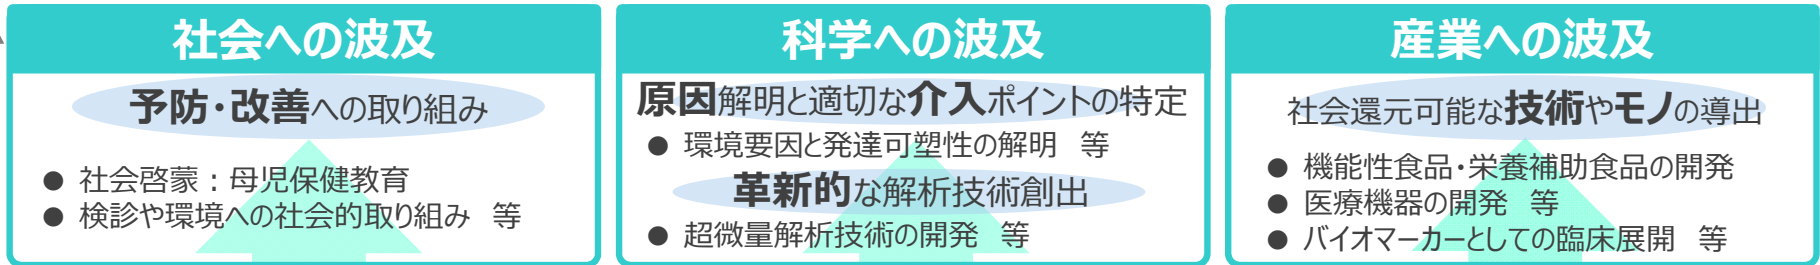 社会への波及
予防・改善への取り組み
● 社会啓蒙：母児保健教育
● 検診や環境への社会的取り組み　等
科学への波及
原因解明と適切な介入ポイントの特定
● 環境要因と発達可塑性の解明　等
革新的な解析技術創出
● 超微量解析技術の開発　等
産業への波及
社会還元可能な技術やモノの導出
● 機能性食品・栄養補助食品の開発
● 医療機器の開発　等
● バイオマーカーとしての臨床展開　等